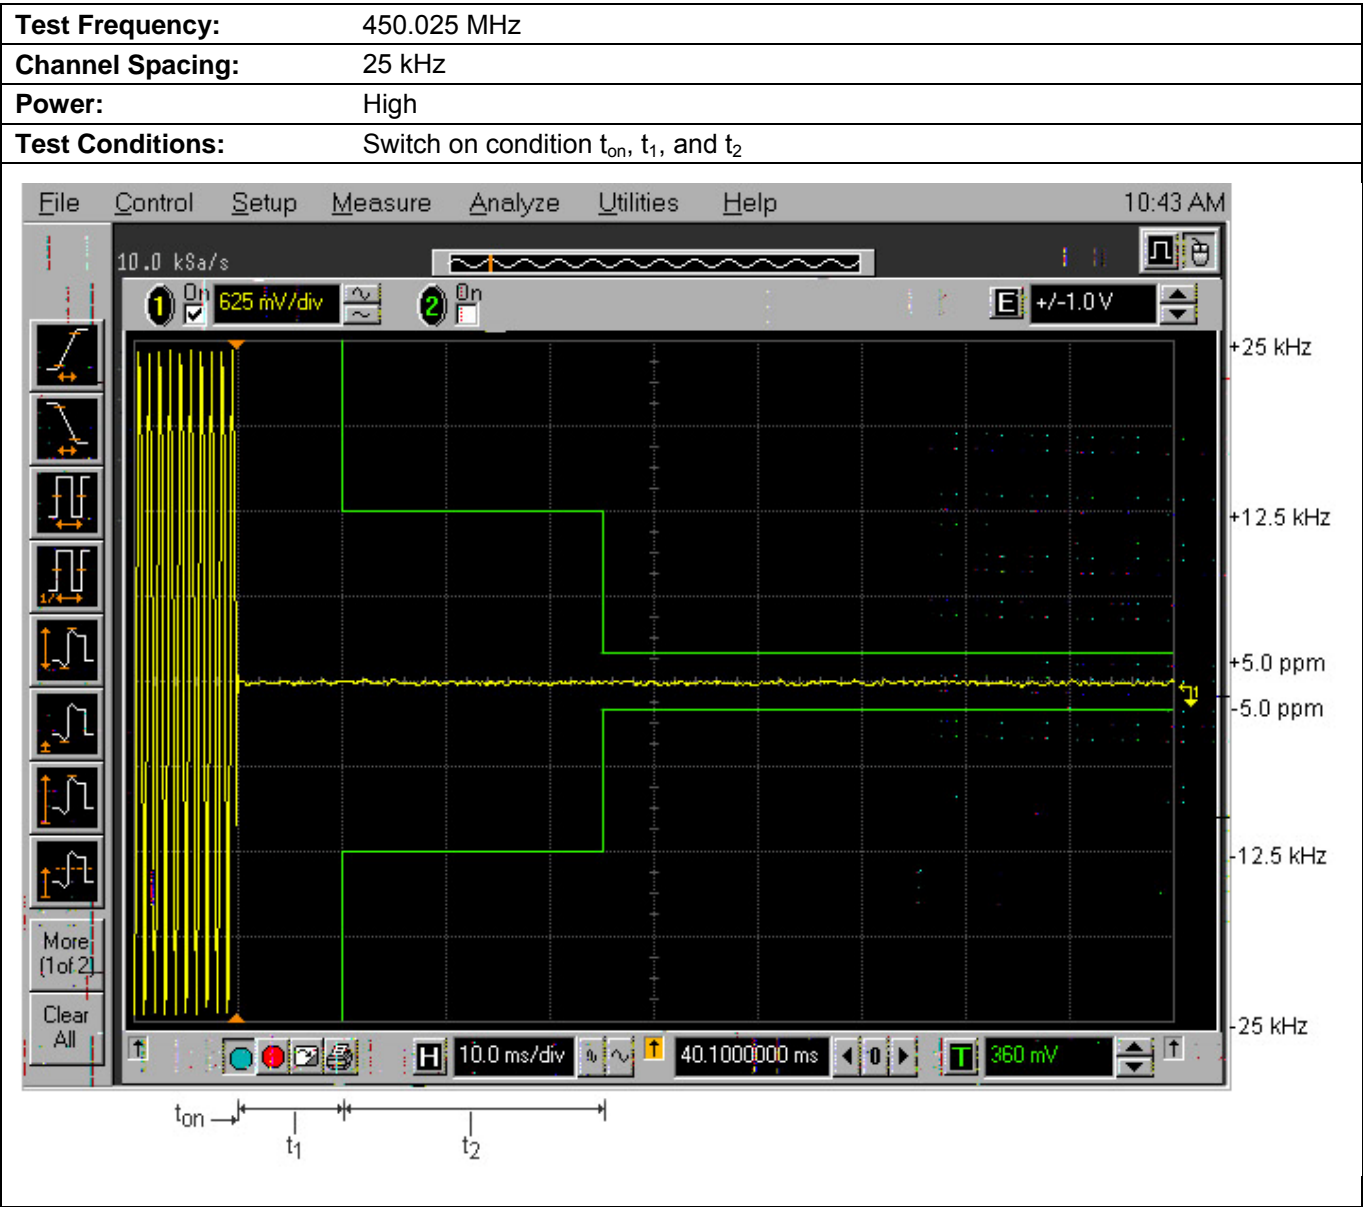 Test Frequency: 450.025 MHz
Channel Spacing: 25 kHz
Power: High
Test Conditions: Switch on condition ton, t1, and t2
File Control Setup Measure Analyze Utilities Help 10:43 AM
10.0 kSa/s
1 On 625 mV/div 2 On E +/-1.0 V
+25 kHz
+12.5 kHz
+5.0 ppm
1
-5.0 ppm
-12.5 kHz
-25 kHz
1/
More
(1of 2)
Clear
All
H 10.0 ms/div 40.1000000 ms 0 T 360 mV
ton
t1
t2